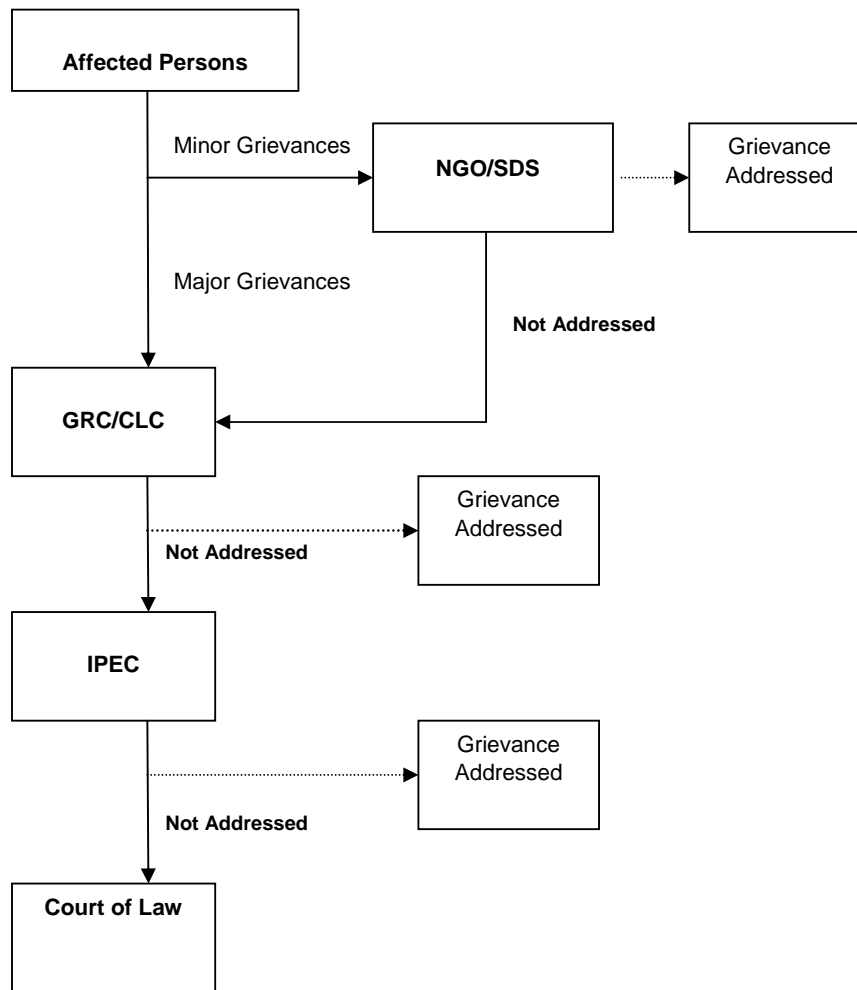 Affected Persons
Minor Grievances
NGO/SDS
Grievance
Addressed
Major Grievances
Not Addressed
GRC/CLC
Grievance
Addressed
Not Addressed
IPEC
Grievance
Addressed
Not Addressed
Court of Law